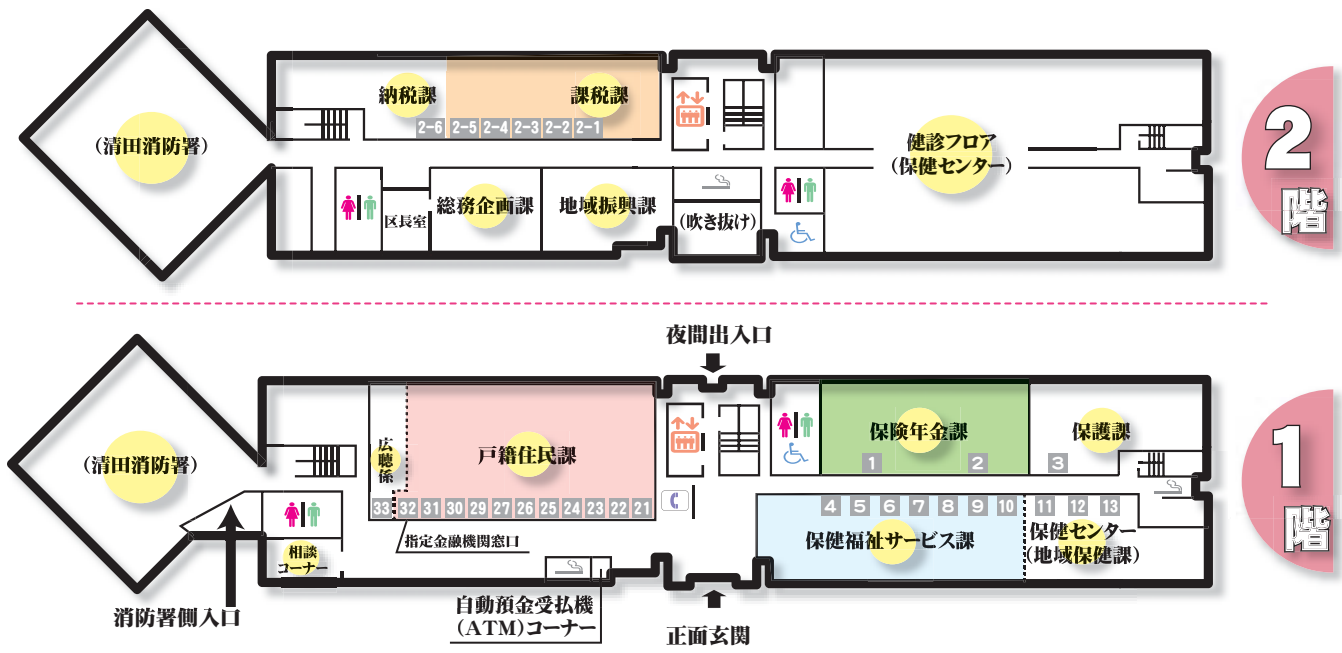 2
階
(清田消防署)
納税課
課税課
2-6 2-5 2-4 2-3 2-2 2-1
健診フロア
(保健センター)
区長室
総務企画課
地域振興課
(吹き抜け)
夜間出入口
1
階
(清田消防署)
広聴係
戸籍住民課
33 32 31 30 29 27 26 25 24 23 22 21
指定金融機関窓口
保険年金課
1 2
保護課
3
4 5 6 7 8 9 10
保健福祉サービス課
11 12 13
保健センター
(地域保健課)
相談
コーナー
消防署側入口
自動預金受払機
(ATM)コーナー
正面玄関